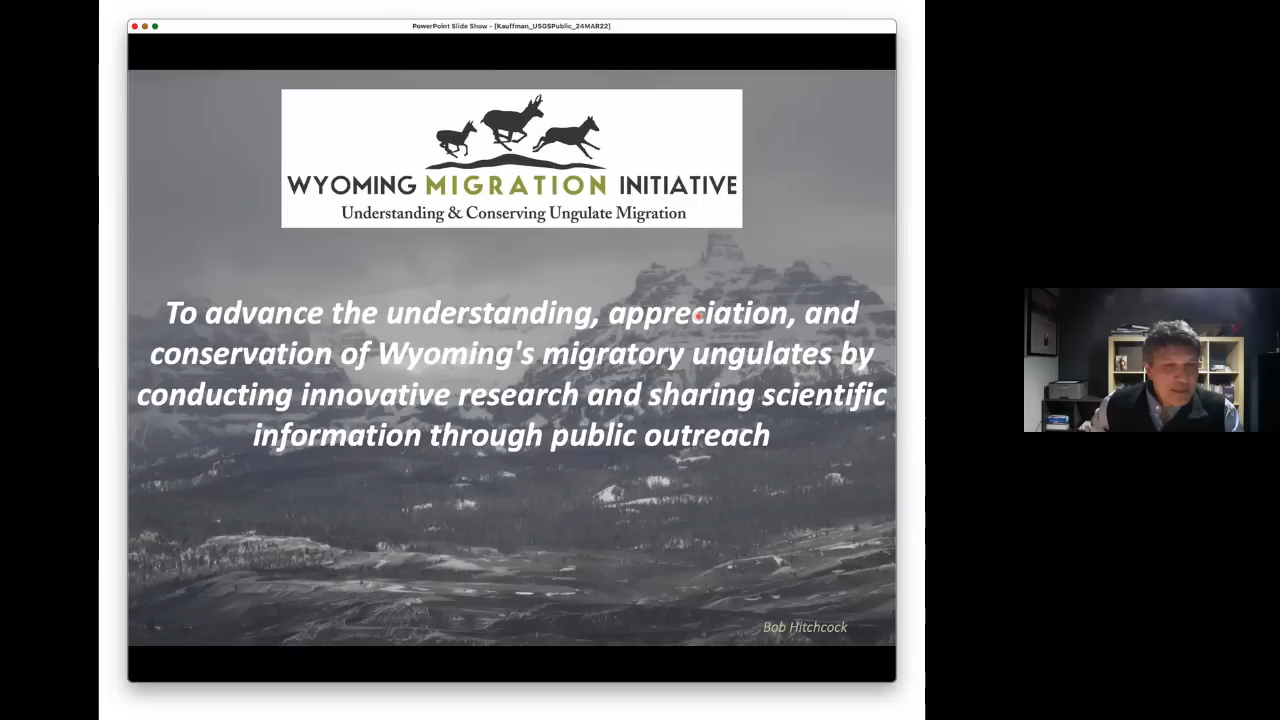 PowerPoint Slide Show - [Kauffman_USGSPublic_24MAR22]
WYOMING MIGRATION INITIATIVE
Understanding & Conserving Ungulate Migration
To advance the understanding, appreciation, and
conservation of Wyoming's migratory ungulates by
conducting innovative research and sharing scientific
information through public outreach
Bob Hitchcock